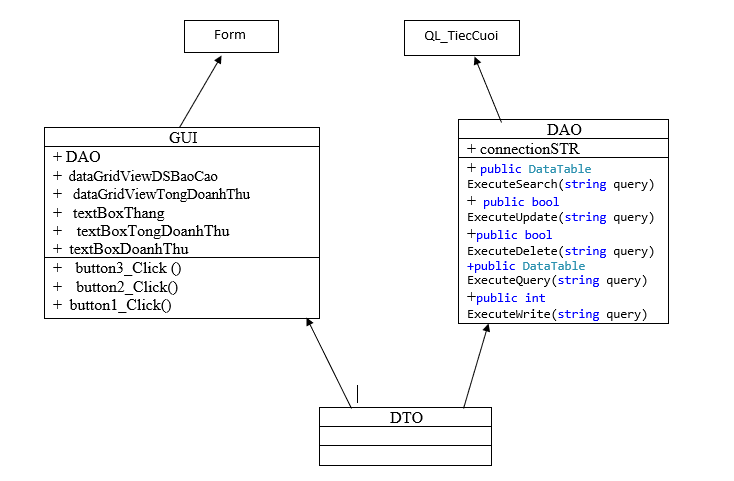 Form
QL_TiecCuoi
GUI
+ DAO
+ dataGridViewDSBaoCao
+ dataGridViewTongDoanhThu
+ textBoxThang
+ textBoxTongDoanhThu
+ textBoxDoanhThu
+ button3_Click ()
+ button2_Click()
+ button1_Click()
DAO
+ connectionSTR
+ public DataTable
ExecuteSearch(string query)
+ public bool
ExecuteUpdate(string query)
+public bool
ExecuteDelete(string query)
+public DataTable
ExecuteQuery(string query)
+public int
ExecuteWrite(string query)
DTO